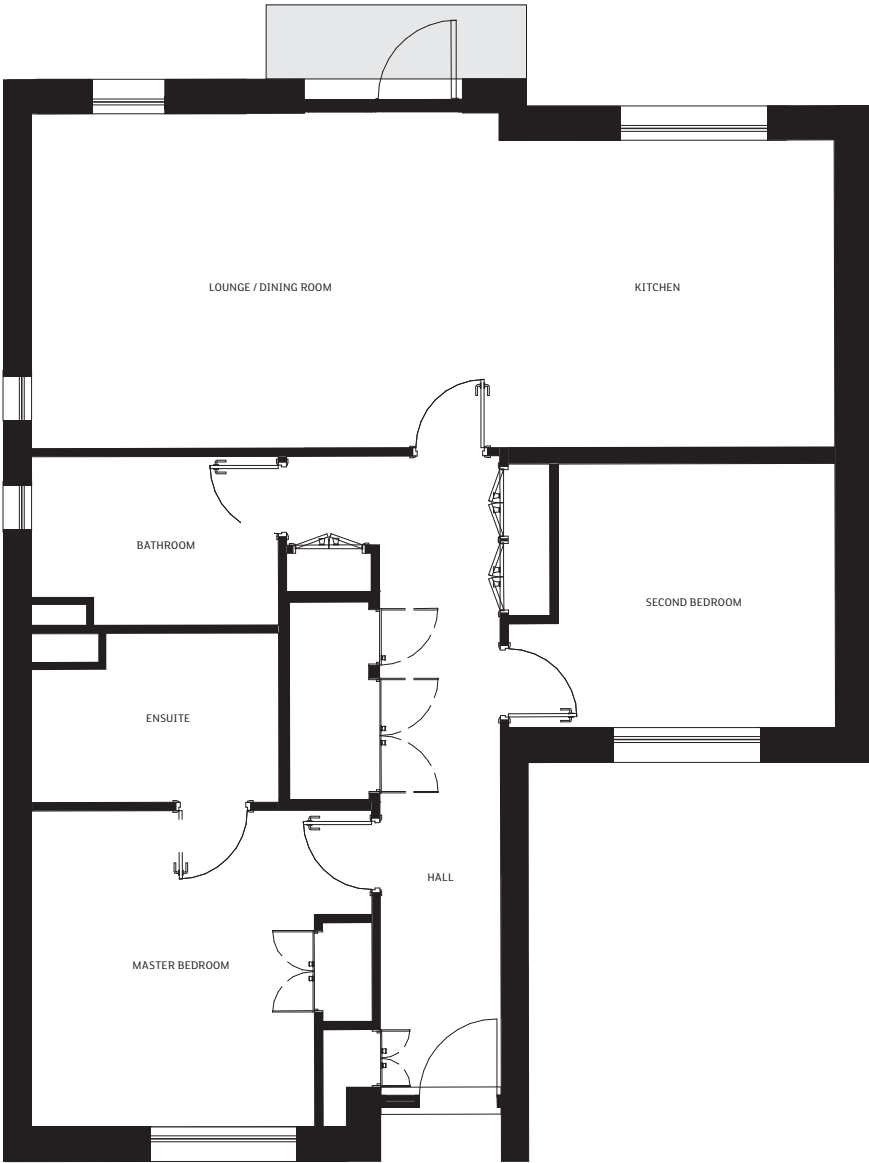 LOUNGE / DINING ROOM
KITCHEN
BATHROOM
SECOND BEDROOM
ENSUITE
HALL
MASTER BEDROOM